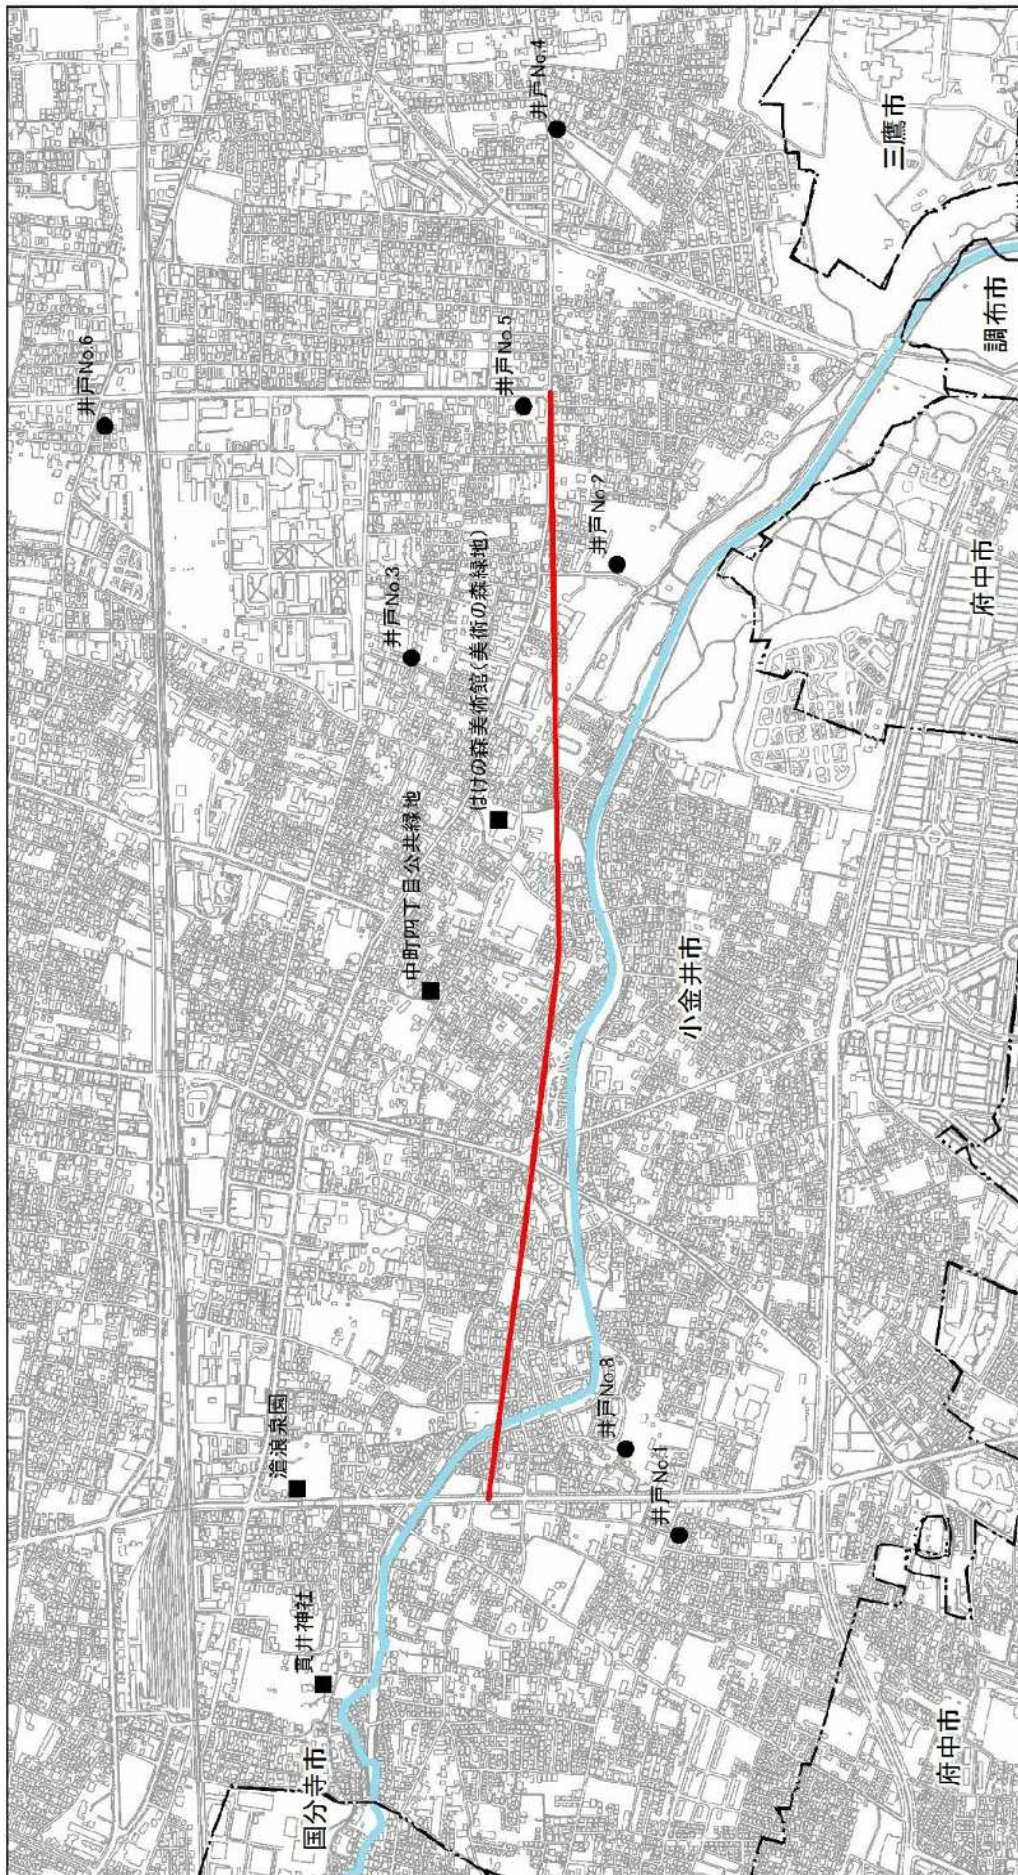 井戸No.6
井戸No.4
三鷹市
調布市
井戸No.5
井戸No.2
府中市
井戸No.3
はけの森美術館(美術の森緑地)
中町四丁目公共緑地
小金井市
滄浪泉園
井戸No.8
井戸No.1
貫井神社
国分寺市
府中市